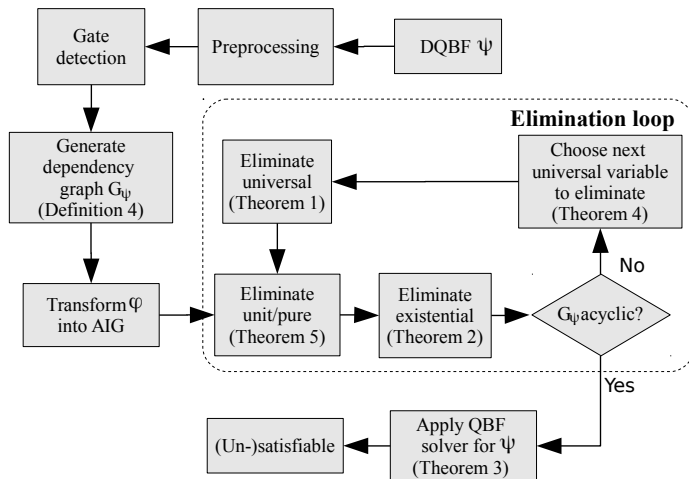 Gate
detection
Preprocessing
DQBF ψ
Generate
dependency
graph Gψ
(Definition 4)
Transform φ
into AIG
Elimination loop
Eliminate
universal
(Theorem 1)
Choose next
universal variable
to eliminate
(Theorem 4)
Eliminate
unit/pure
(Theorem 5)
Eliminate
existential
(Theorem 2)
Gψ acyclic?
No
Yes
Apply QBF
solver for ψ
(Theorem 3)
(Un-)satisfiable